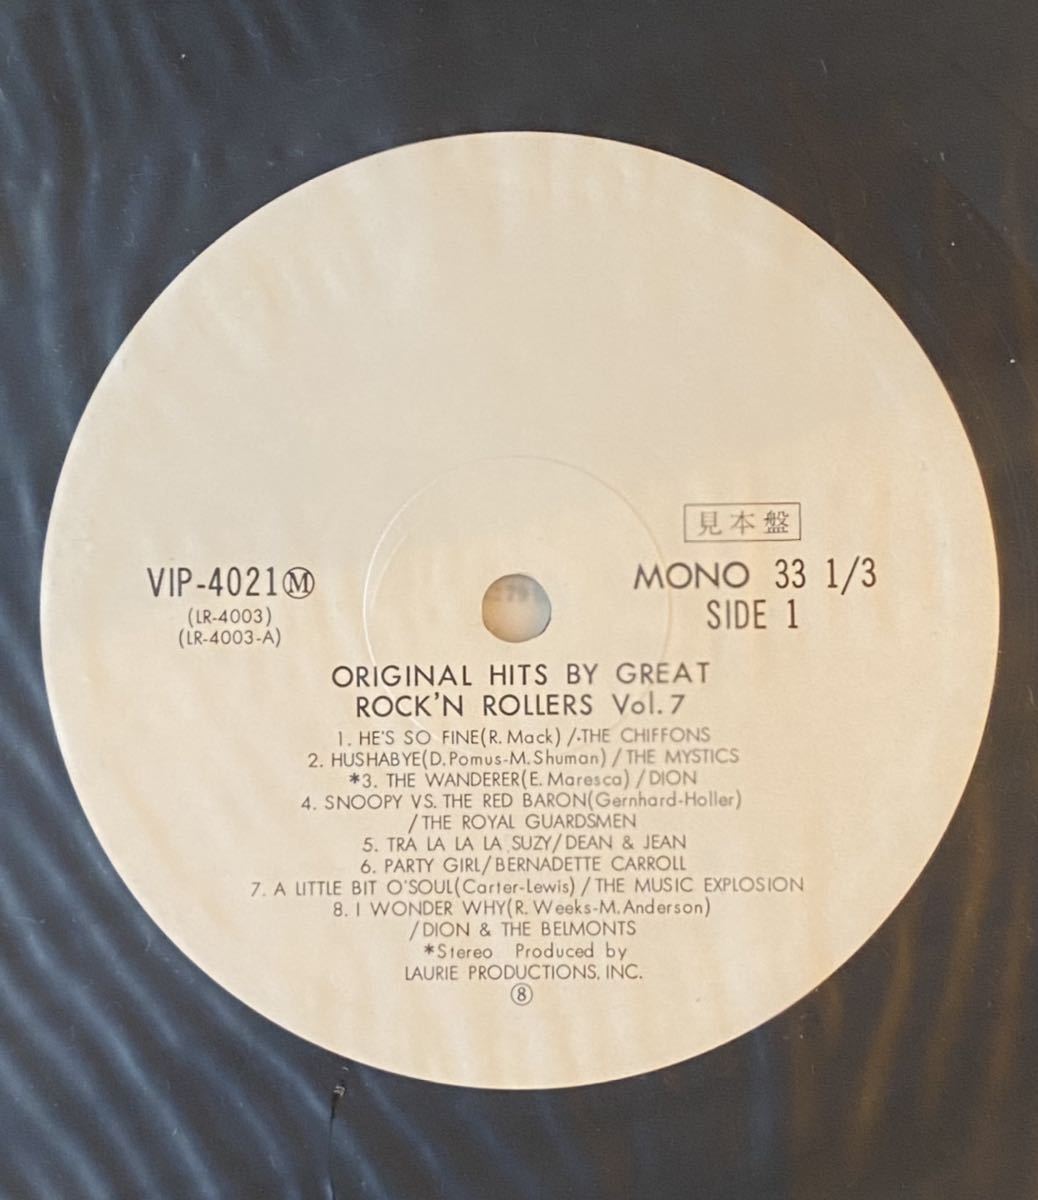 見本盤
VIP-4021Ⓜ
MONO 33 1/3
(LR-4003)
SIDE 1
(LR-4003-A)
ORIGINAL HITS BY GREAT
ROCK'N ROLLERS Vol. 7
1. HE'S SO FINE(R. Mack)/THE CHIFFONS
2. HUSHABYE(D. Pomus-M. Shuman)/THE MYSTICS
*3. THE WANDERER(E. Maresca)/DION
4. SNOOPY VS. THE RED BARON(Gernhard-Holler)
/THE ROYAL GUARDSMEN
5. TRA LA LA LA SUZY/DEAN & JEAN
6. PARTY GIRL/BERNADETTE CARROLL
7. A LITTLE BIT O'SOUL(Carter-Lewis)/THE MUSIC EXPLOSION
8. I WONDER WHY(R. Weeks-M. Anderson)
/DION & THE BELMONTS
*Stereo Produced by
LAURIE PRODUCTIONS, INC.
⑧